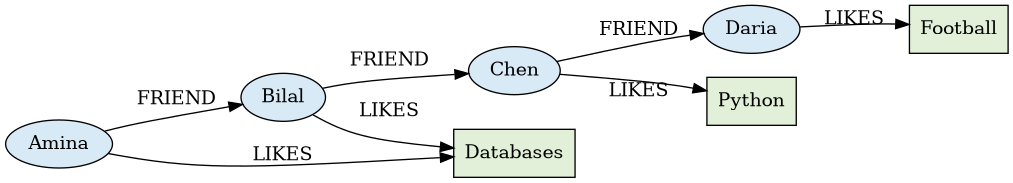 Daria
LIKES
Football
FRIEND
Chen
FRIEND
LIKES
Python
Bilal
FRIEND
LIKES
Databases
Amina
LIKES